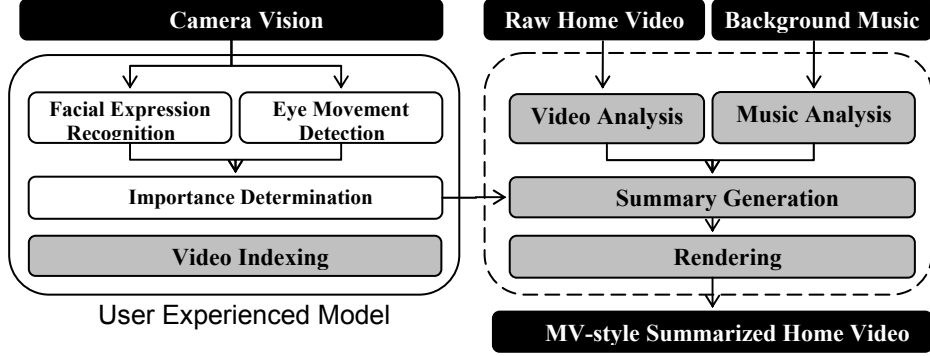 Camera Vision
Raw Home Video
Background Music
Facial Expression
Recognition
Eye Movement
Detection
Video Analysis
Music Analysis
Importance Determination
Summary Generation
Video Indexing
Rendering
User Experienced Model
MV-style Summarized Home Video